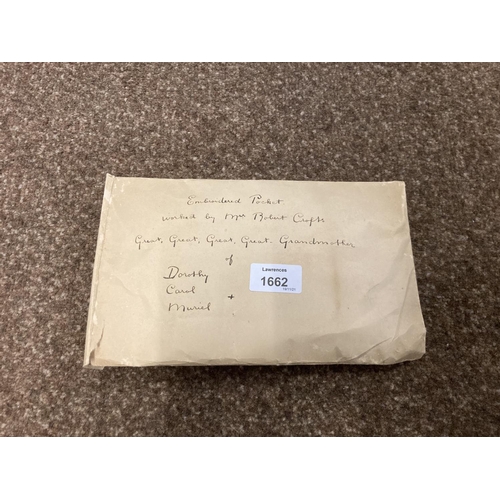 Embroidered Pocket
worked by Mrs Robert Crofts
Great, Great, Great, Great Grandmother
of
Dorothy
Carol +
Muriel
Lawrences
1662